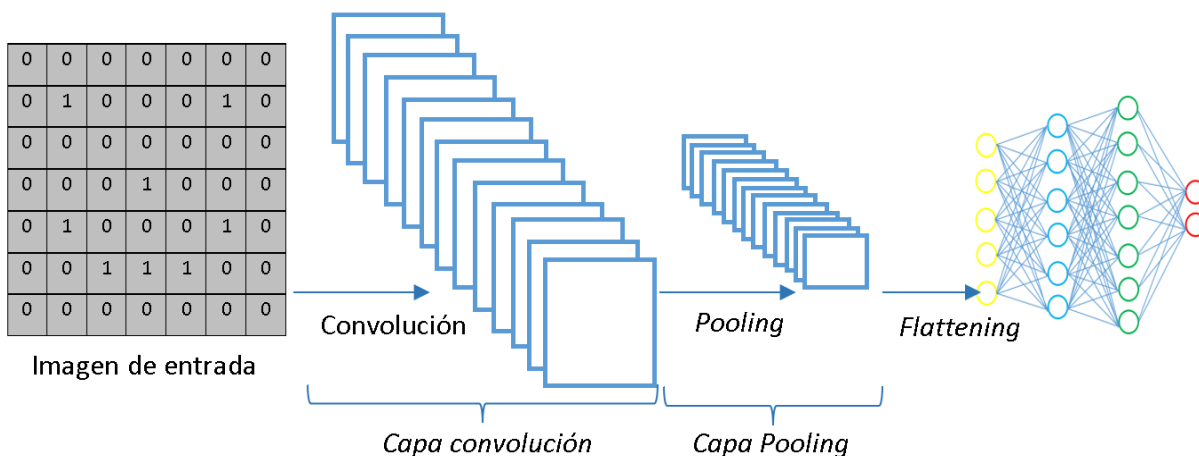 0 0 0 0 0 0 0
0 1 0 0 0 1 0
0 0 0 0 0 0 0
0 0 0 1 0 0 0
0 1 0 0 0 1 0
0 0 1 1 1 0 0
0 0 0 0 0 0 0
Imagen de entrada
Convolución
Pooling
Flattening
Capa convolución
Capa Pooling